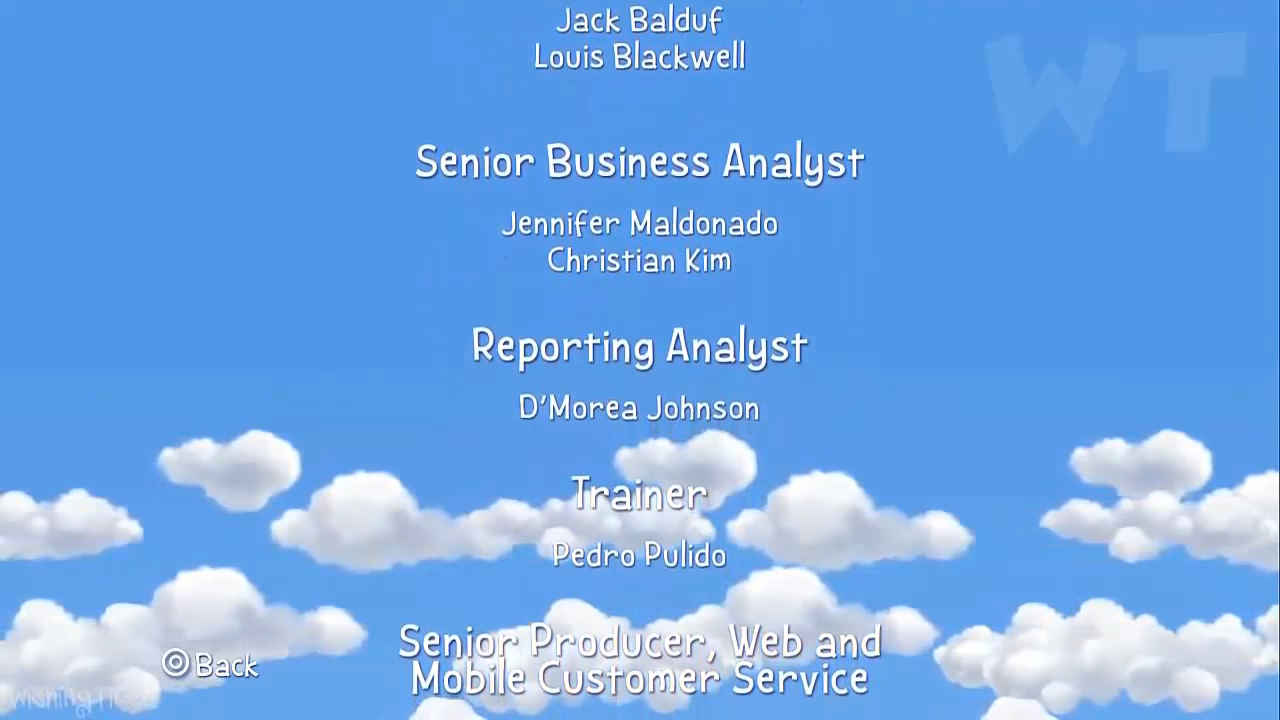 Jack Balduf
Louis Blackwell
WT
Senior Business Analyst
Jennifer Maldonado
Christian Kim
Reporting Analyst
D'Morea Johnson
Trainer
Pedro Pulido
Senior Producer, Web and
Mobile Customer Service
Back